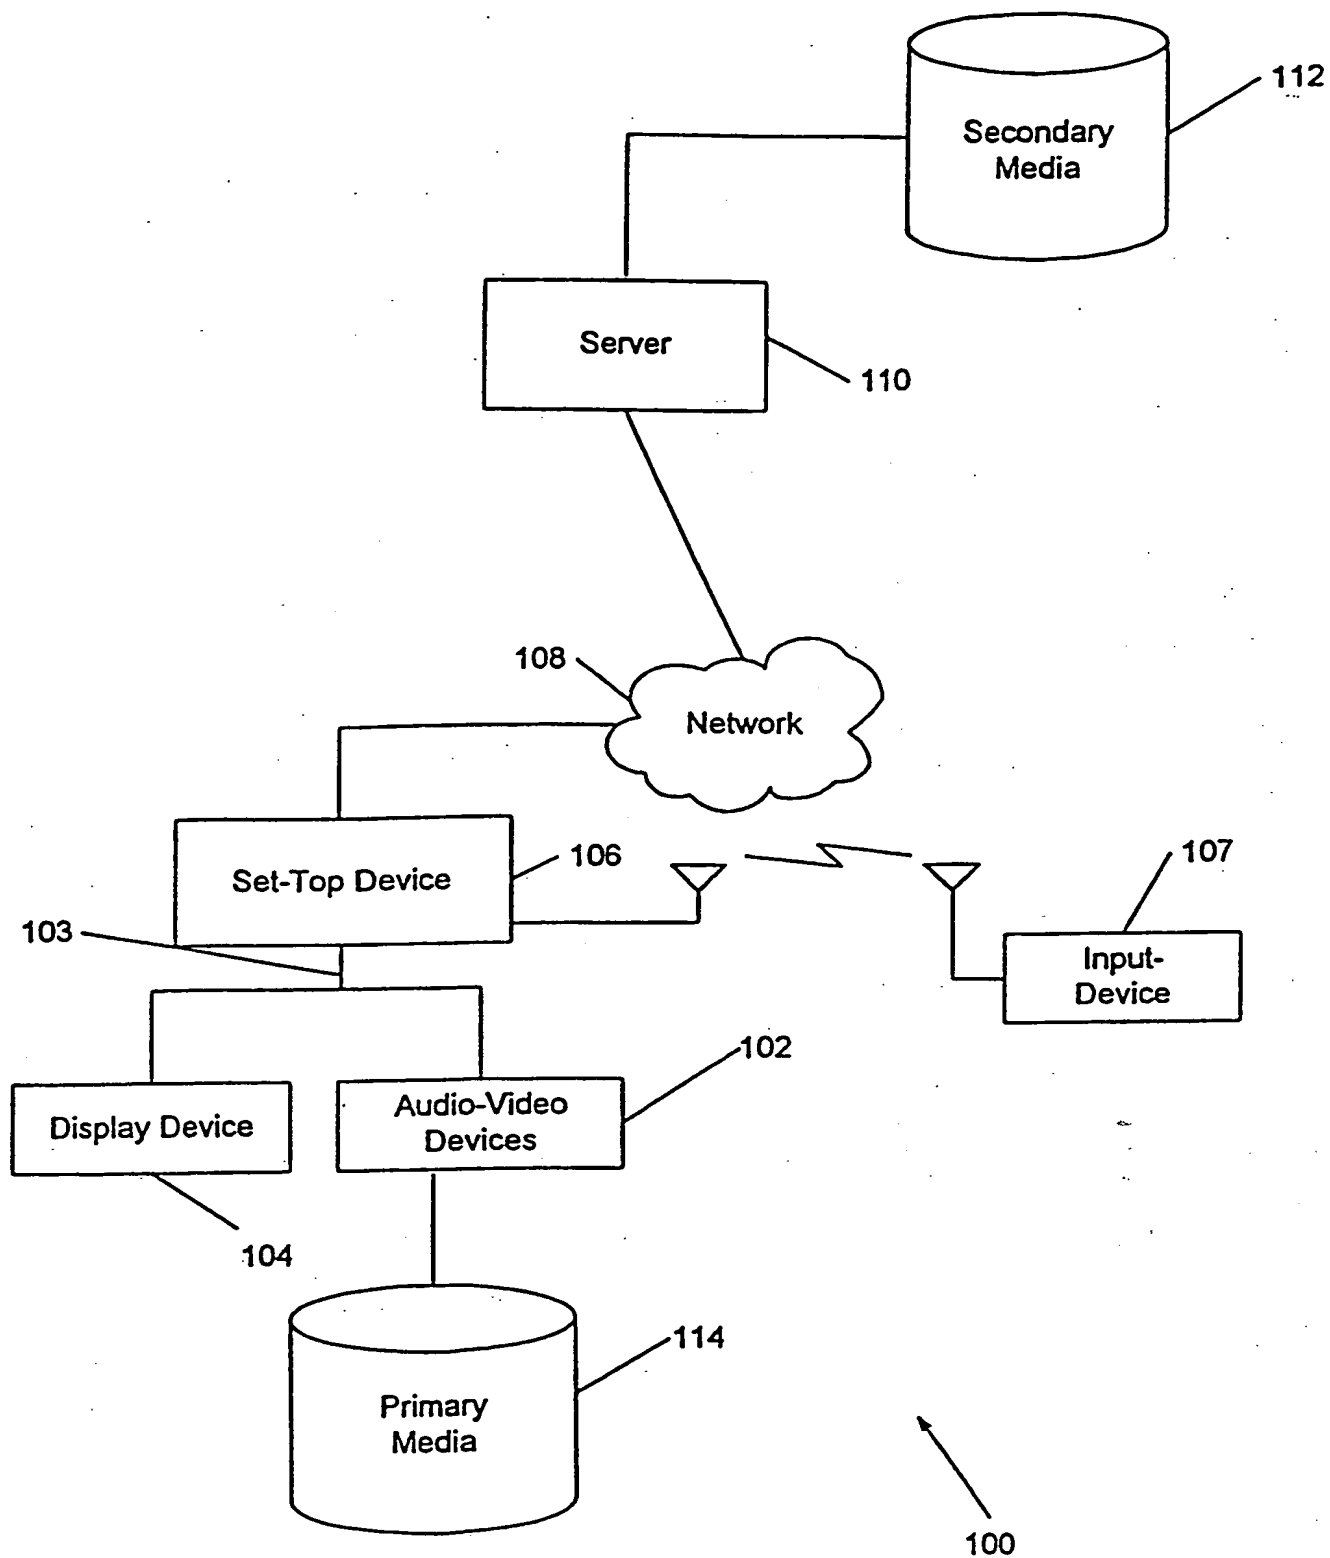 112
Secondary
Media
Server
110
108
Network
106
Set-Top Device
107
103
Input-
Device
102
Audio-Video
Devices
Display Device
104
114
Primary
Media
100